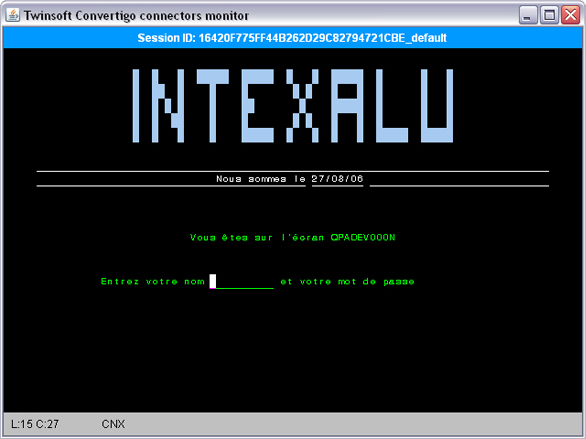 Twinsoft Convertigo connectors monitor
Session ID: 16420F775FF44B262D29C82794721CBE_default
INTEXALU
Nous sommes le 27/08/06
Vous êtes sur l'écran QPADEV000N
Entrez votre nom et votre mot de passe
L:15 C:27 CNX